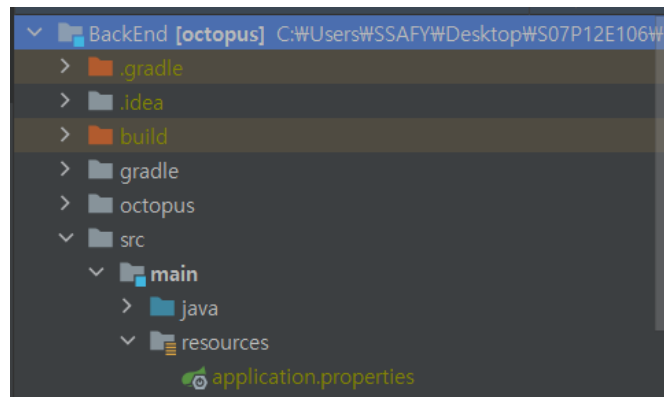 BackEnd [octopus] C:₩Users₩SSAFY₩Desktop₩S07P12E106₩
.gradle
.idea
build
gradle
octopus
src
main
java
resources
application.properties